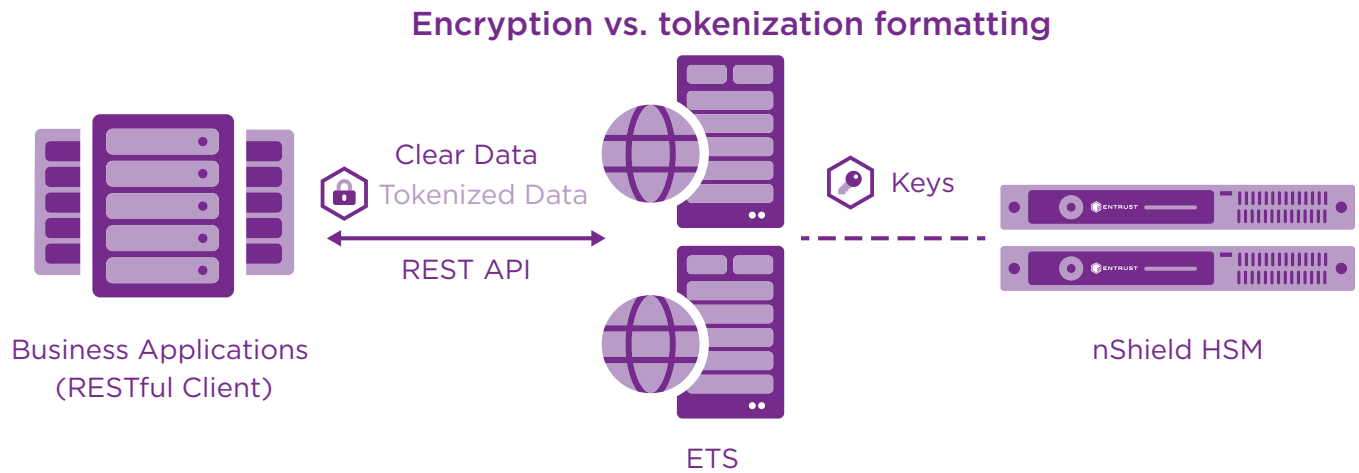 Encryption vs. tokenization formatting
Clear Data
Tokenized Data
REST API
Keys
ENTRUST
ENTRUST
Business Applications
(RESTful Client)
nShield HSM
ETS